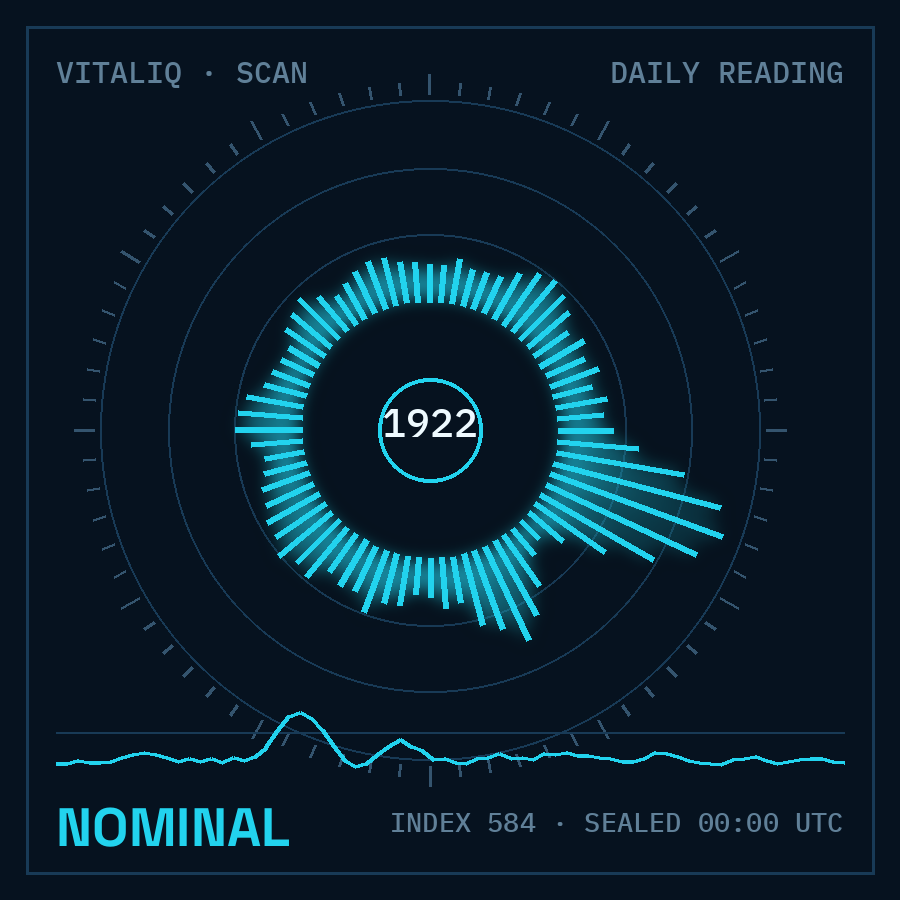 VITALIQ · SCAN
DAILY READING
1922
NOMINAL
INDEX 584 · SEALED 00:00 UTC